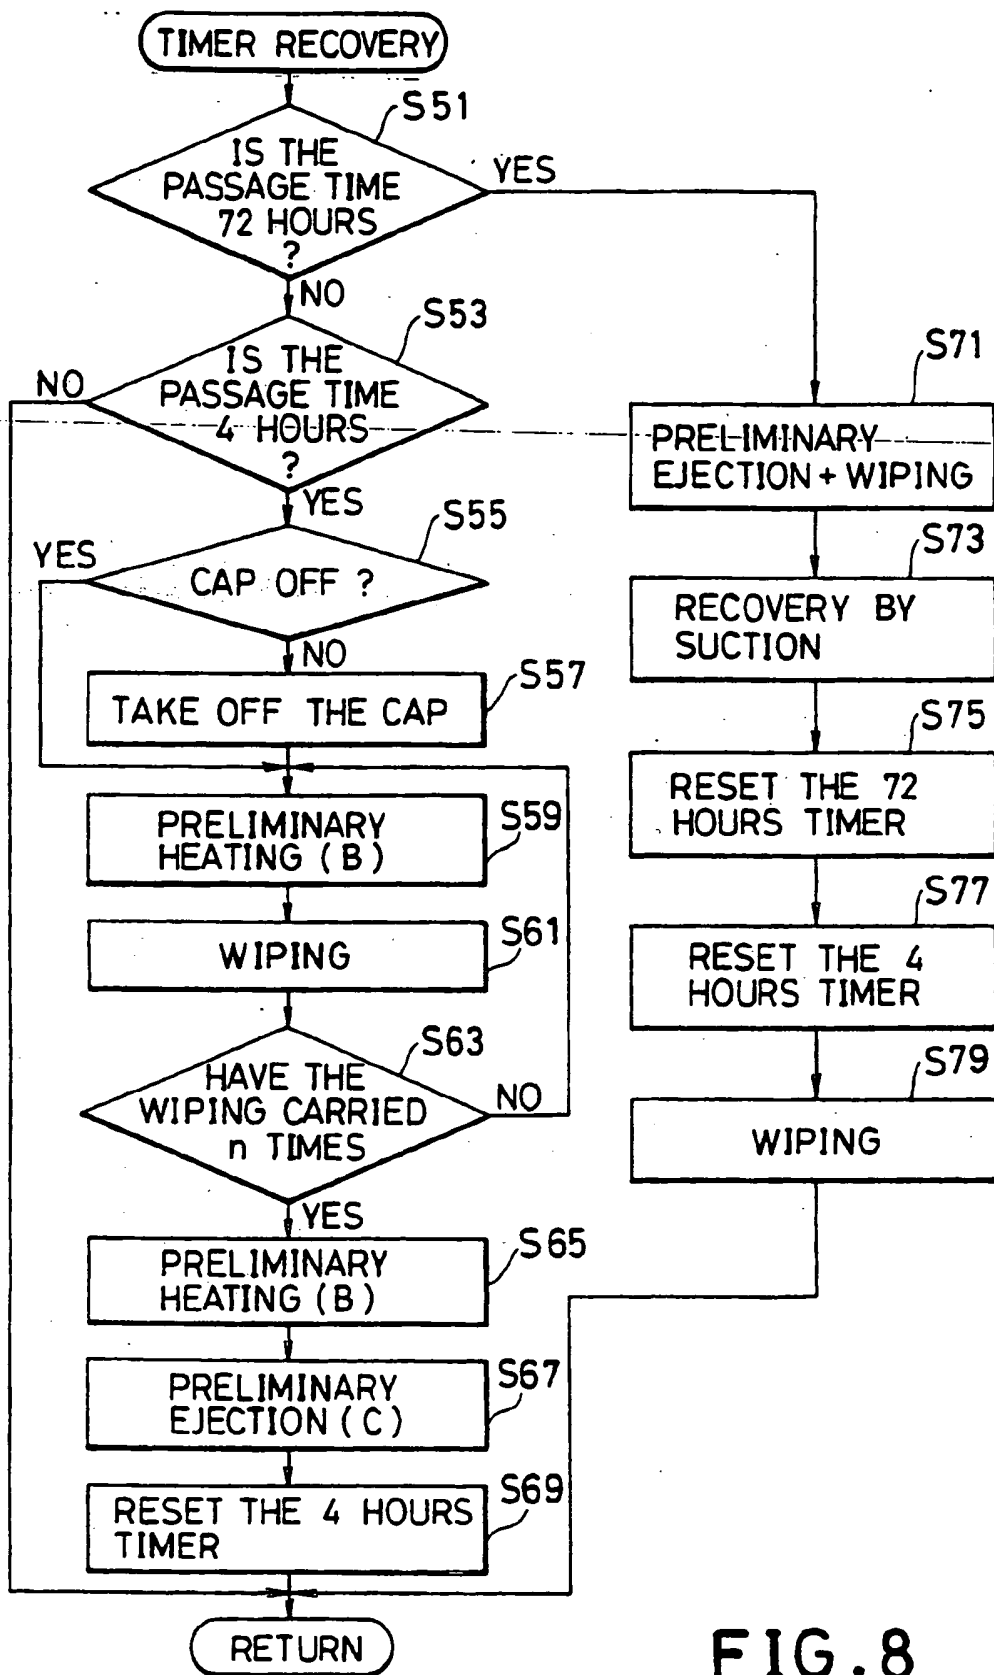 TIMER RECOVERY
S51
IS THE
PASSAGE TIME
72 HOURS
?
YES
NO
S53
IS THE
PASSAGE TIME
4 HOURS
?
NO
YES
S55
CAP OFF ?
YES
NO
S57
TAKE OFF THE CAP
S59
PRELIMINARY
HEATING (B)
S61
WIPING
S63
HAVE THE
WIPING CARRIED
n TIMES
NO
YES
S65
PRELIMINARY
HEATING (B)
S67
PRELIMINARY
EJECTION (C)
S69
RESET THE 4 HOURS
TIMER
S71
PRELIMINARY
EJECTION + WIPING
S73
RECOVERY BY
SUCTION
S75
RESET THE 72
HOURS TIMER
S77
RESET THE 4
HOURS TIMER
S79
WIPING
RETURN
FIG.8